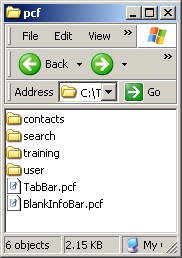 pcf
File Edit View
Back
Address C:\T Go
contacts
search
training
user
TabBar.pcf
BlankInfoBar.pcf
6 objects 2.15 KB My